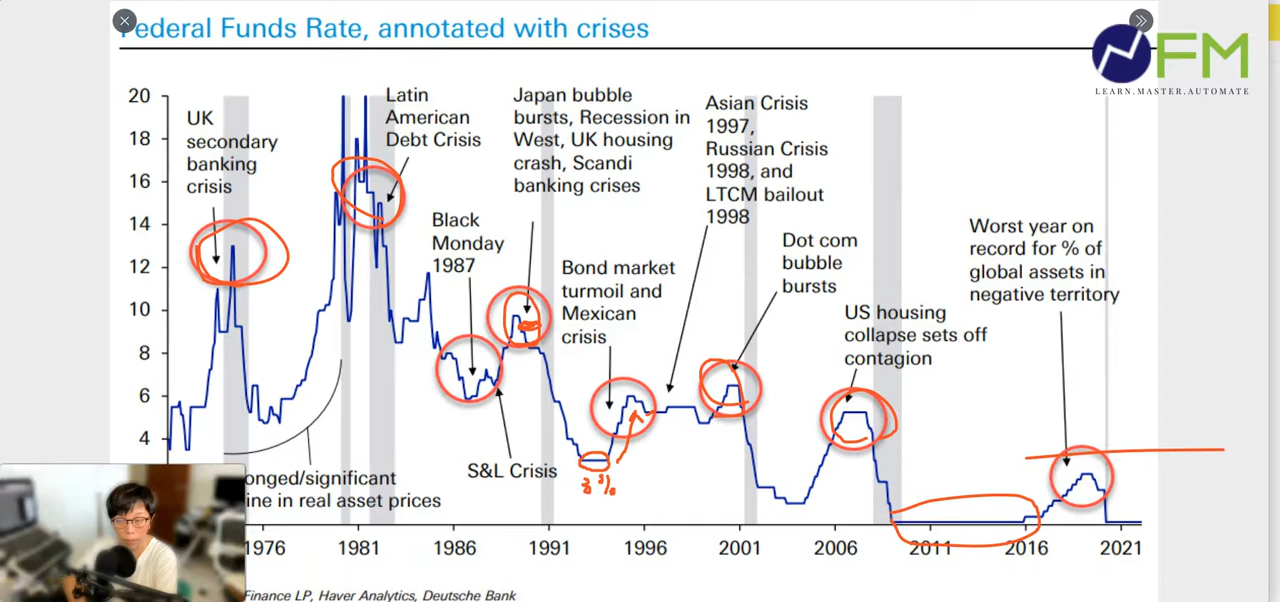 Federal Funds Rate, annotated with crises
FM
LEARN.MASTER.AUTOMATE
20
18
16
14
12
10
8
6
4
UK
secondary
banking
crisis
Latin
American
Debt Crisis
Black
Monday
1987
Japan bubble
bursts, Recession in
West, UK housing
crash, Scandi
banking crises
Bond market
turmoil and
Mexican
crisis
Asian Crisis
1997,
Russian Crisis
1998, and
LTCM bailout
1998
Dot com
bubble
bursts
US housing
collapse sets off
contagion
Worst year on
record for % of
global assets in
negative territory
S&L Crisis
3%
onged/significant
ine in real asset prices
1976 1981 1986 1991 1996 2001 2006 2011 2016 2021
Finance LP, Haver Analytics, Deutsche Bank